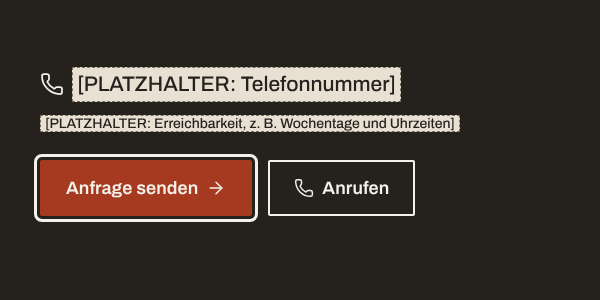 [PLATZHALTER: Telefonnummer]
[PLATZHALTER: Erreichbarkeit, z. B. Wochentage und Uhrzeiten]
Anfrage senden → Anrufen